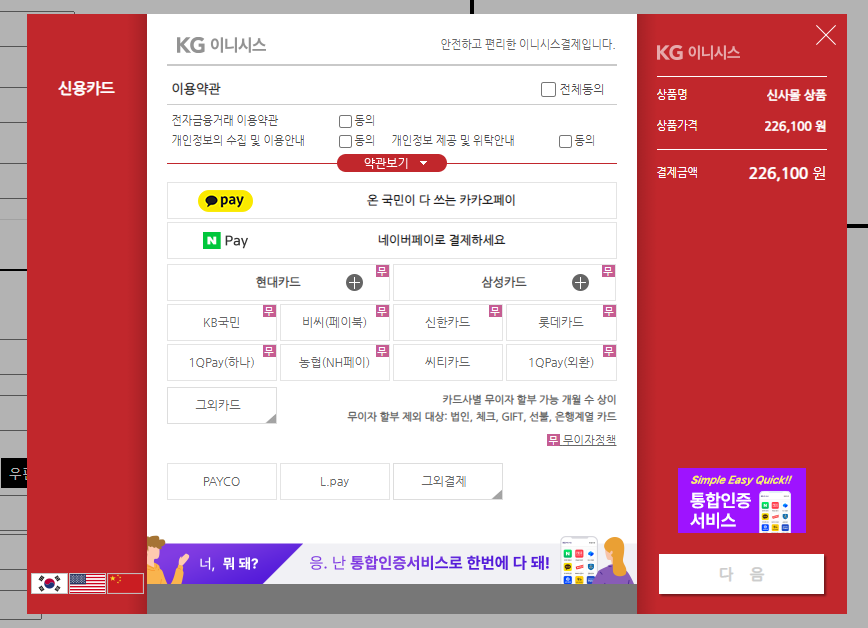 신용카드
KG 이니시스
안전하고 편리한 이니시스결제입니다.
이용약관
전체동의
전자금융거래 이용약관
동의
개인정보의 수집 및 이용안내
동의
개인정보 제공 및 위탁안내
동의
약관보기
pay
온 국민이 다 쓰는 카카오페이
N Pay
네이버페이로 결제하세요
현대카드
무
삼성카드
무
KB국민
무
비씨(페이북)
무
신한카드
무
롯데카드
무
1QPay(하나)
무
농협(NH페이)
무
씨티카드
1QPay(외환)
무
그외카드
카드사별 무이자 할부 가능 개월 수 상이
무이자 할부 제외 대상: 법인, 체크, GIFT, 선불, 은행계열 카드
무 무이자정책
PAYCO
L.pay
그외결제
너, 뭐 돼?
응. 난 통합인증서비스로 한번에 다 돼!
KG 이니시스
상품명
신사몰 상품
상품가격
226,100 원
결제금액
226,100 원
Simple Easy Quick!!
통합인증
서비스
다 음